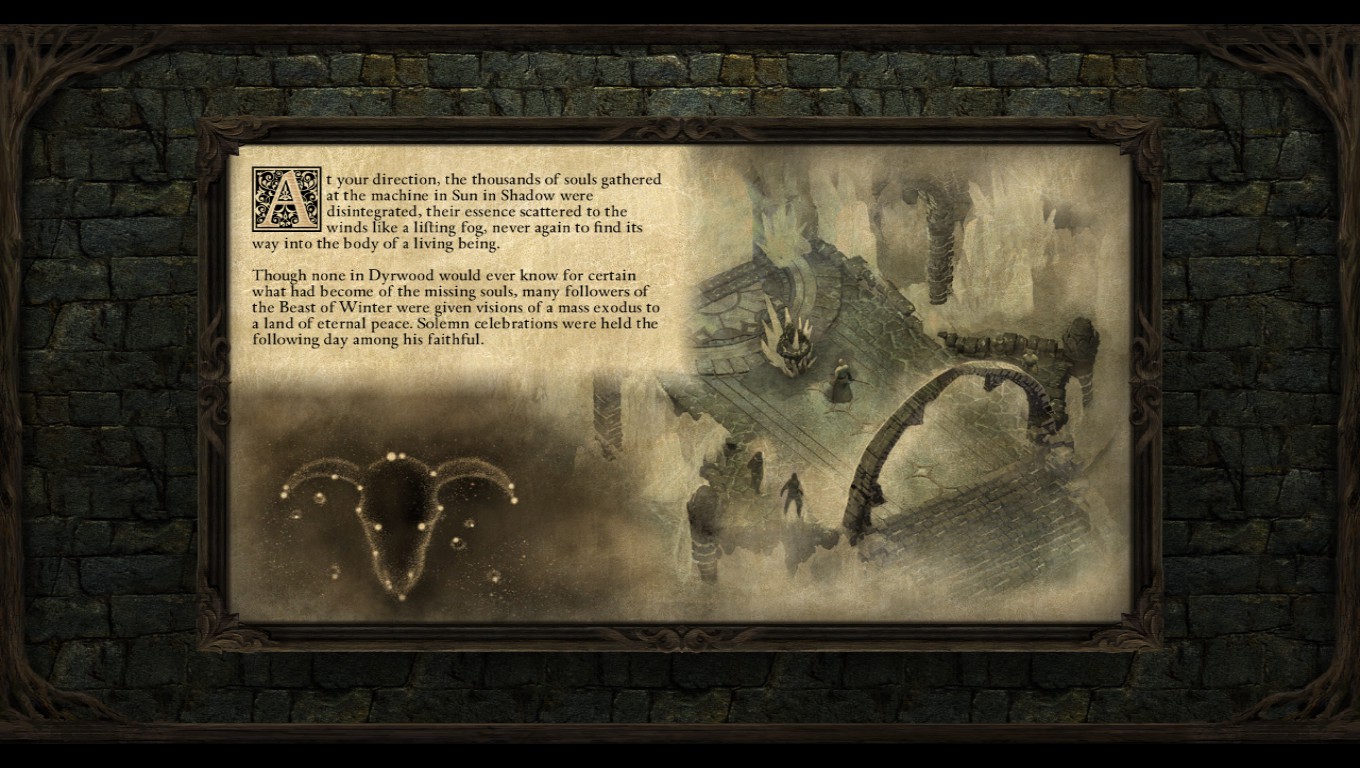 At your direction, the thousands of souls gathered
at the machine in Sun in Shadow were
disintegrated, their essence scattered to the
winds like a lifting fog, never again to find its
way into the body of a living being.
Though none in Dyrwood would ever know for certain
what had become of the missing souls, many followers of
the Beast of Winter were given visions of a mass exodus to
a land of eternal peace. Solemn celebrations were held the
following day among his faithful.